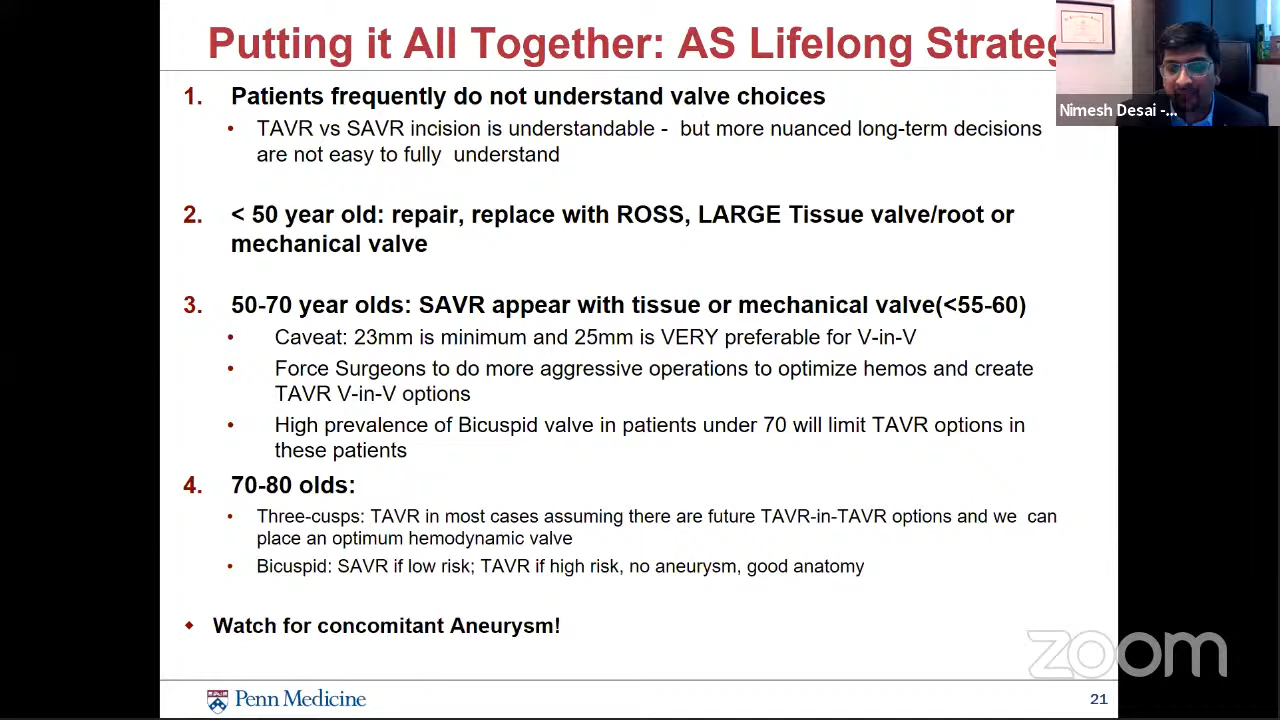 Putting it All Together: AS Lifelong Strateg
Nimesh Desai -...
1. Patients frequently do not understand valve choices
• TAVR vs SAVR incision is understandable - but more nuanced long-term decisions
are not easy to fully understand
2. < 50 year old: repair, replace with ROSS, LARGE Tissue valve/root or
mechanical valve
3. 50-70 year olds: SAVR appear with tissue or mechanical valve(<55-60)
• Caveat: 23mm is minimum and 25mm is VERY preferable for V-in-V
• Force Surgeons to do more aggressive operations to optimize hemos and create
TAVR V-in-V options
• High prevalence of Bicuspid valve in patients under 70 will limit TAVR options in
these patients
4. 70-80 olds:
• Three-cusps: TAVR in most cases assuming there are future TAVR-in-TAVR options and we can
place an optimum hemodynamic valve
• Bicuspid: SAVR if low risk; TAVR if high risk, no aneurysm, good anatomy
◆ Watch for concomitant Aneurysm!
zoom
Penn Medicine
21